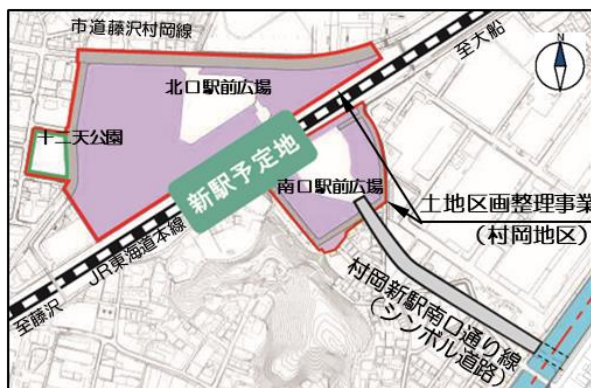 市道藤沢村岡線
至大船
N
北口駅前広場
十二天公園
新駅予定地
南口駅前広場
土地区画整理事業
(村岡地区)
JR東海道本線
至藤沢
村岡新駅南口通り線
(シンボル道路)